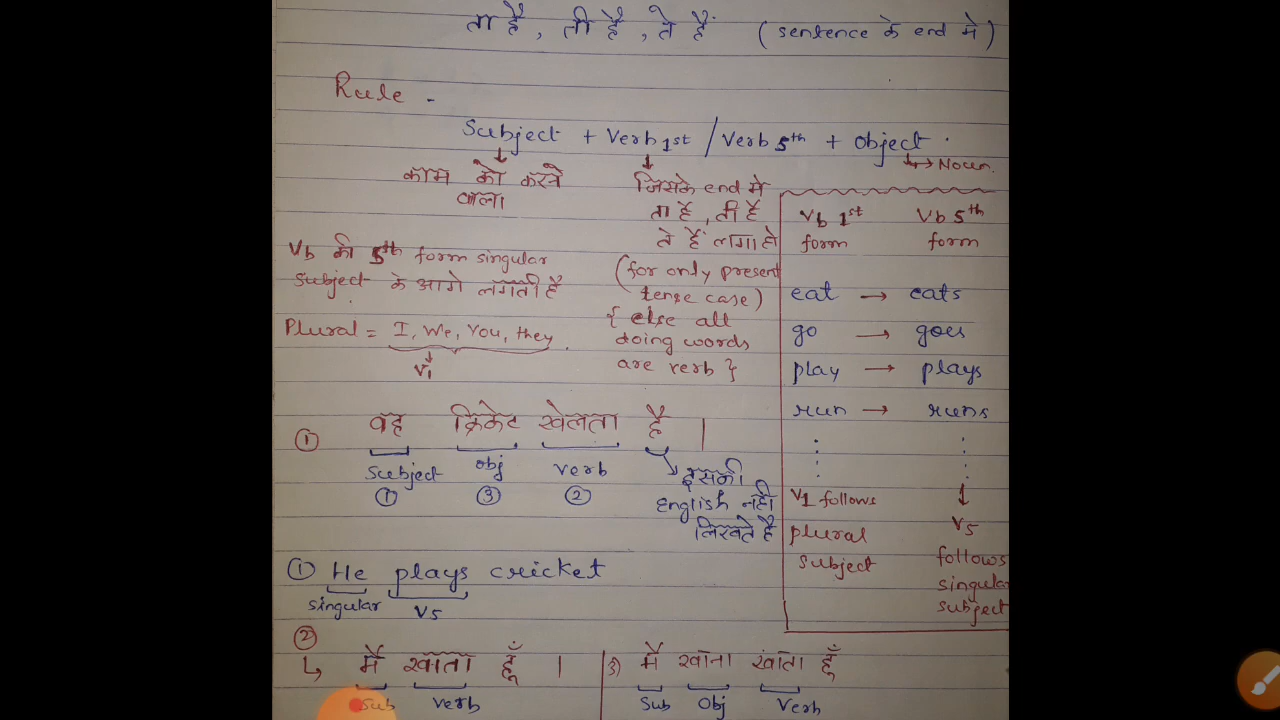 ता है , ती है , ते हैं ( sentence के end मे )
Rule -
Subject + Verb 1st / Verb 5th + Object .
काम को करने
वाला
जिसके end मे
ता है , ती है
ते हैं लगा हो
(for only present
tense case)
{ else all
doing words
are verb }
→ Noun.
Vb की 5th form singular
Subject के आगे लगती है
Plural = I, We, You, they .
V1
Vb 1st Vb 5th
form form
eat → eats
go → goes
play → plays
run → runs
V1 follows
plural
subject
V5
follows
singular
subject
① वह क्रिकेट खेलता है |
Subject obj verb
① ③ ②
इसकी
English नही
लिखते है
① He plays cricket
singular V5
②
↳ मै खाता हूँ |
Sub verb
3) मै खाना खाता हूँ
Sub Obj Verb